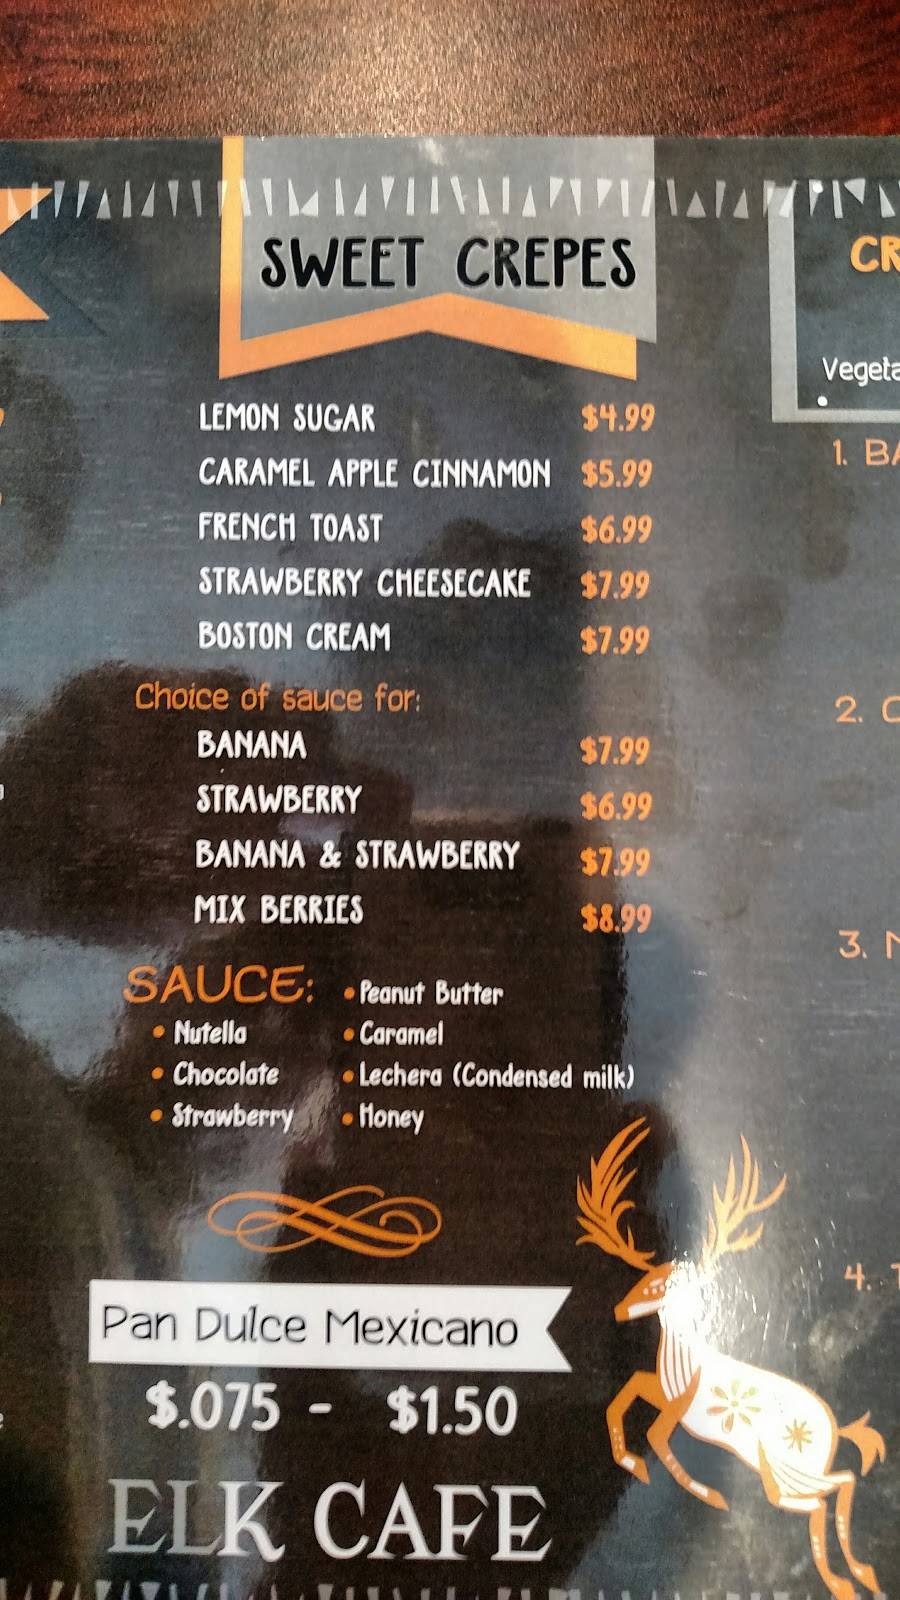 SWEET CREPES
LEMON SUGAR $4.99
CARAMEL APPLE CINNAMON $5.99
FRENCH TOAST $6.99
STRAWBERRY CHEESECAKE $7.99
BOSTON CREAM $7.99
Choice of sauce for:
BANANA $7.99
STRAWBERRY $6.99
BANANA & STRAWBERRY $7.99
MIX BERRIES $8.99
SAUCE:
• Nutella
• Chocolate
• Strawberry
• Peanut Butter
• Caramel
• Lechera (Condensed milk)
• Honey
Pan Dulce Mexicano
$.075 - $1.50
ELK CAFE
CR
Vegeta
1. BA
2. C
3.
4.